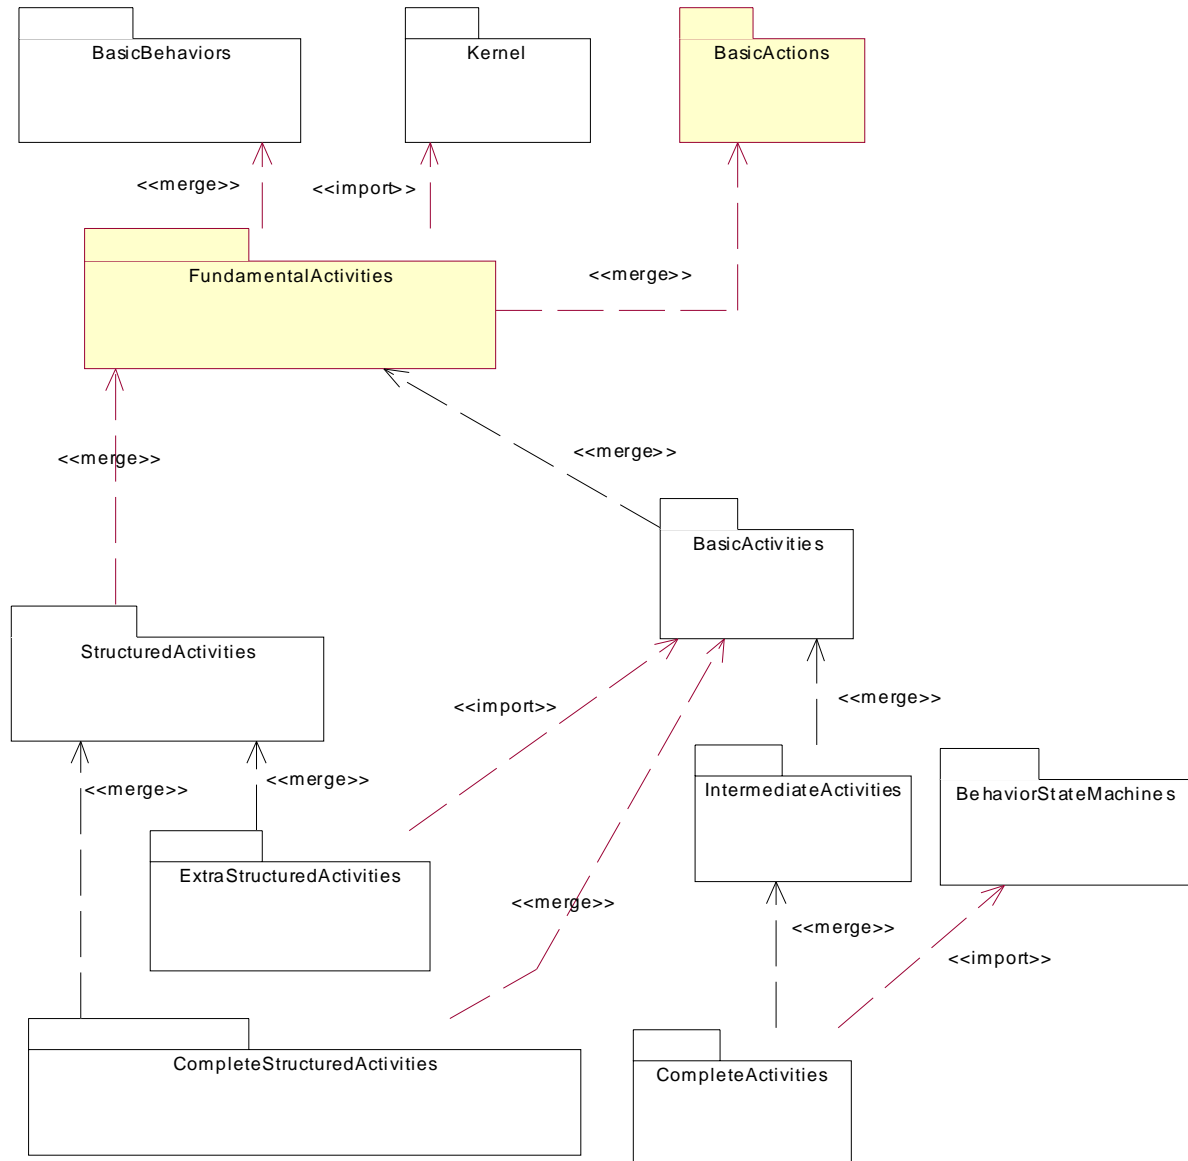 BasicBehaviors
Kernel
BasicActions
<<merge>>
<<import>>
<<merge>>
FundamentalActivities
<<merge>>
<<merge>>
BasicActivities
StructuredActivities
<<import>>
<<merge>>
<<merge>>
<<merge>>
IntermediateActivities
BehaviorStateMachines
ExtraStructuredActivities
<<merge>>
<<merge>>
<<import>>
CompleteStructuredActivities
CompleteActivities